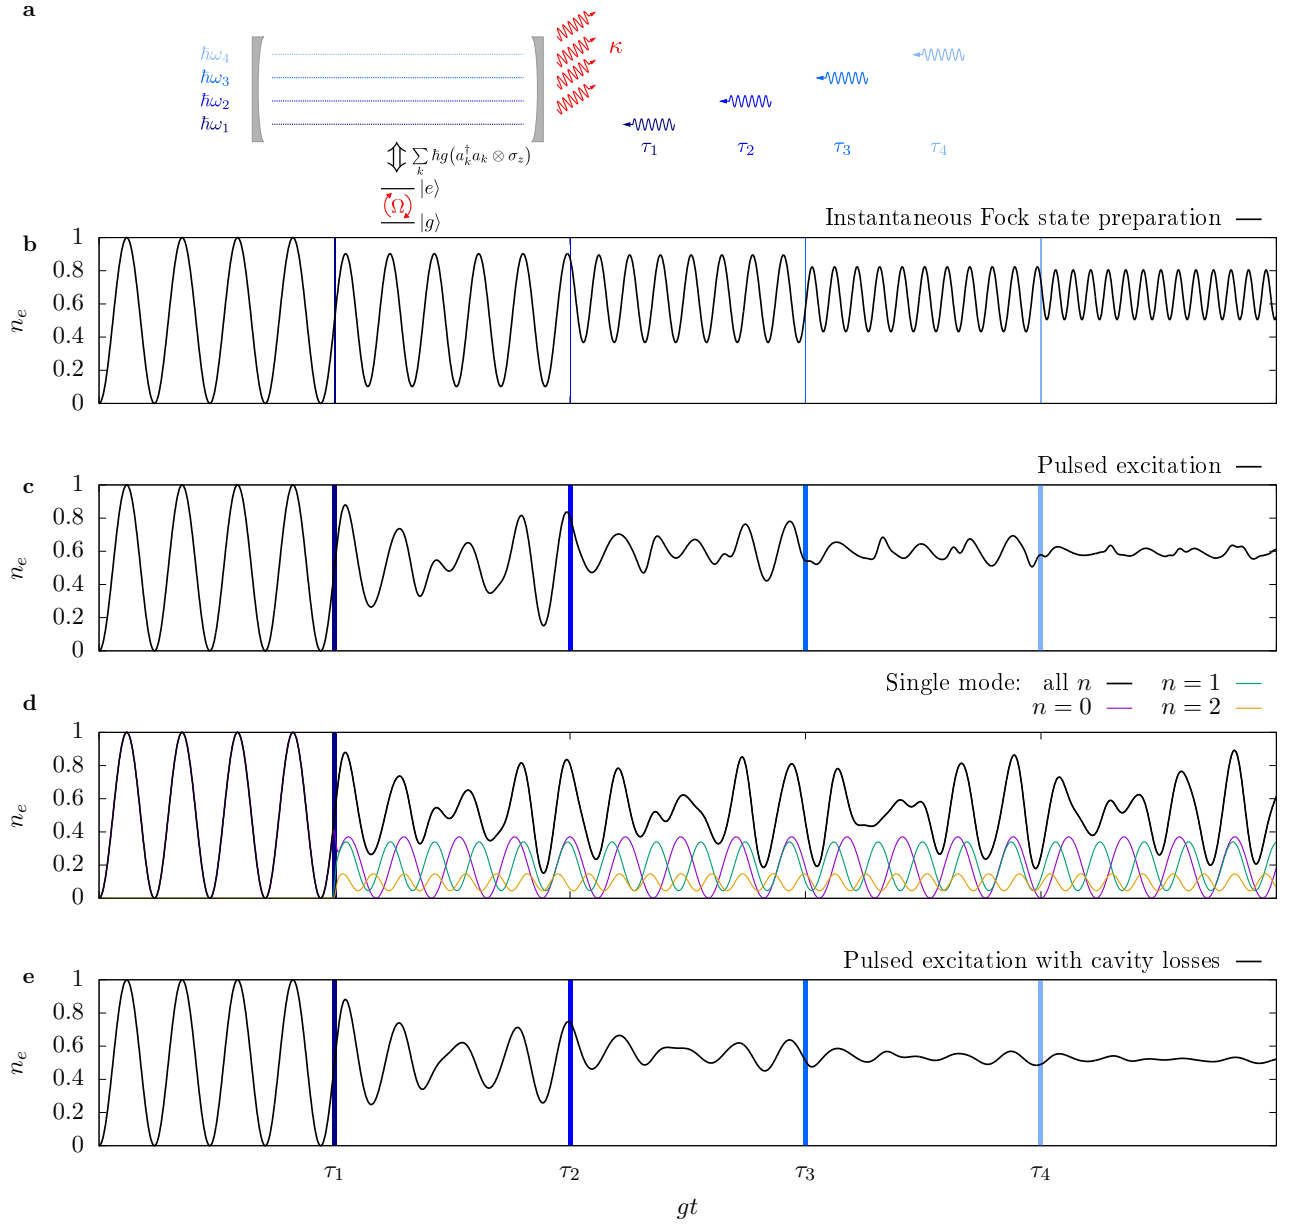 a
ħω₄
ħω₃
ħω₂
ħω₁
κ
τ₁ τ₂ τ₃ τ₄
∑ₖ ħg(a†ₖaₖ ⊗ σ_z)
|e⟩
Ω
|g⟩
Instantaneous Fock state preparation
b
1
0.8
0.6
0.4
0.2
0
nₑ
Pulsed excitation
c
1
0.8
0.6
0.4
0.2
0
nₑ
Single mode: all n n = 1
n = 0 n = 2
d
1
0.8
0.6
0.4
0.2
0
nₑ
Pulsed excitation with cavity losses
e
1
0.8
0.6
0.4
0.2
0
nₑ
τ₁ τ₂ τ₃ τ₄
gt